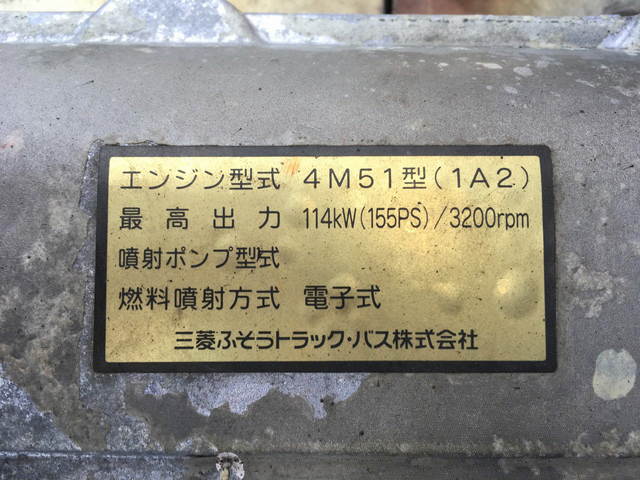 エンジン型式 4M51型(1A2)
最高出力 114kW(155PS)/3200rpm
噴射ポンプ型式
燃料噴射方式 電子式
三菱ふそうトラック・バス株式会社